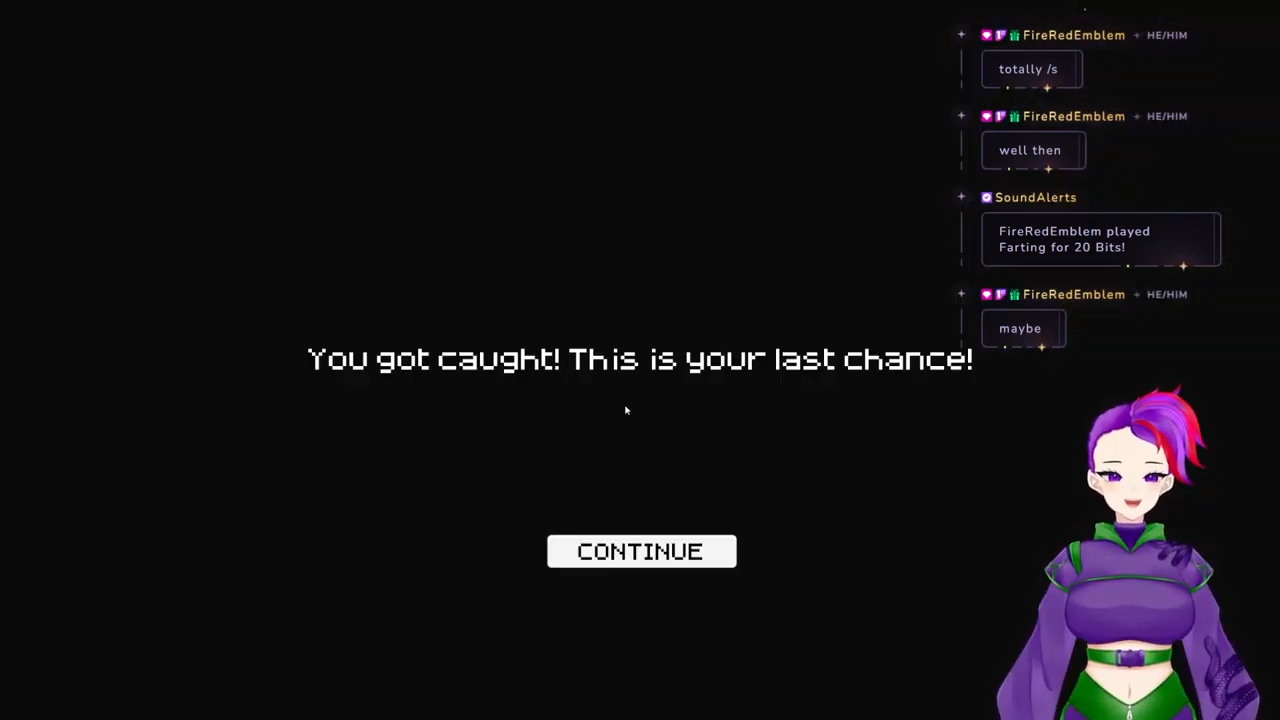 FireRedEmblem HE/HIM
totally /s
FireRedEmblem HE/HIM
well then
SoundAlerts
FireRedEmblem played
Farting for 20 Bits!
FireRedEmblem HE/HIM
maybe
You got caught! This is your last chance!
CONTINUE